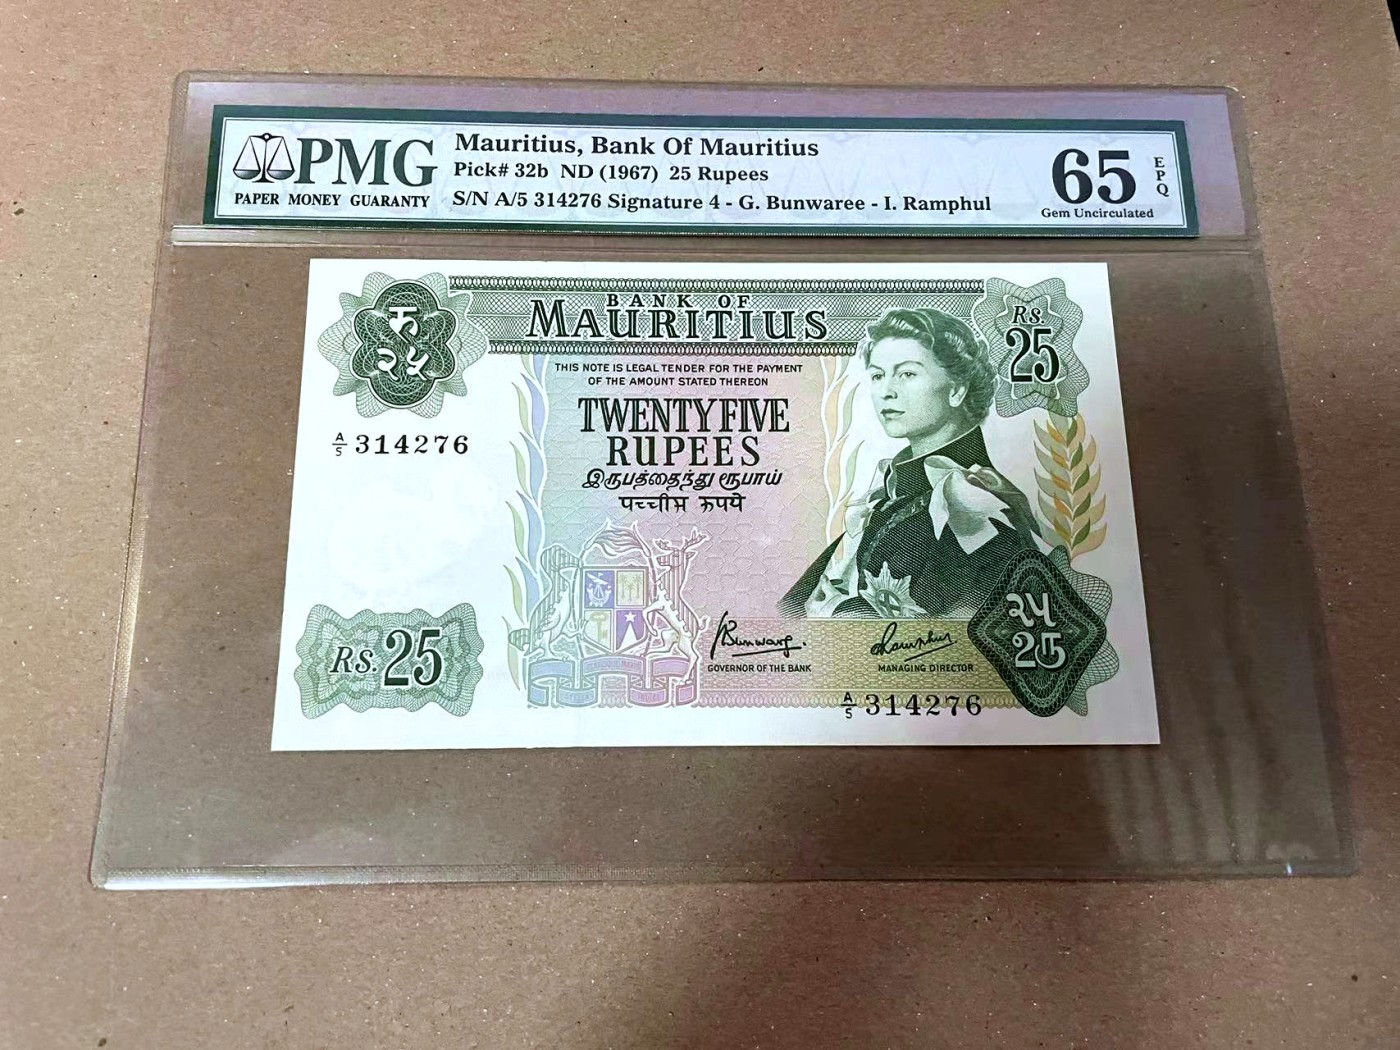 PMG
PAPER MONEY GUARANTY
Mauritius, Bank Of Mauritius
Pick# 32b ND (1967) 25 Rupees
S/N A/5 314276 Signature 4 - G. Bunwaree - I. Ramphul
65
EPQ
Gem Uncirculated
रु
२५
BANK OF
MAURITIUS
Rs.
25
THIS NOTE IS LEGAL TENDER FOR THE PAYMENT
OF THE AMOUNT STATED THEREON
TWENTY FIVE
RUPEES
இருபத்தைந்து ரூபாய்
पच्चीस रूपये
A/5 314276
Rs. 25
GOVERNOR OF THE BANK
MANAGING DIRECTOR
A/5 314276
२५